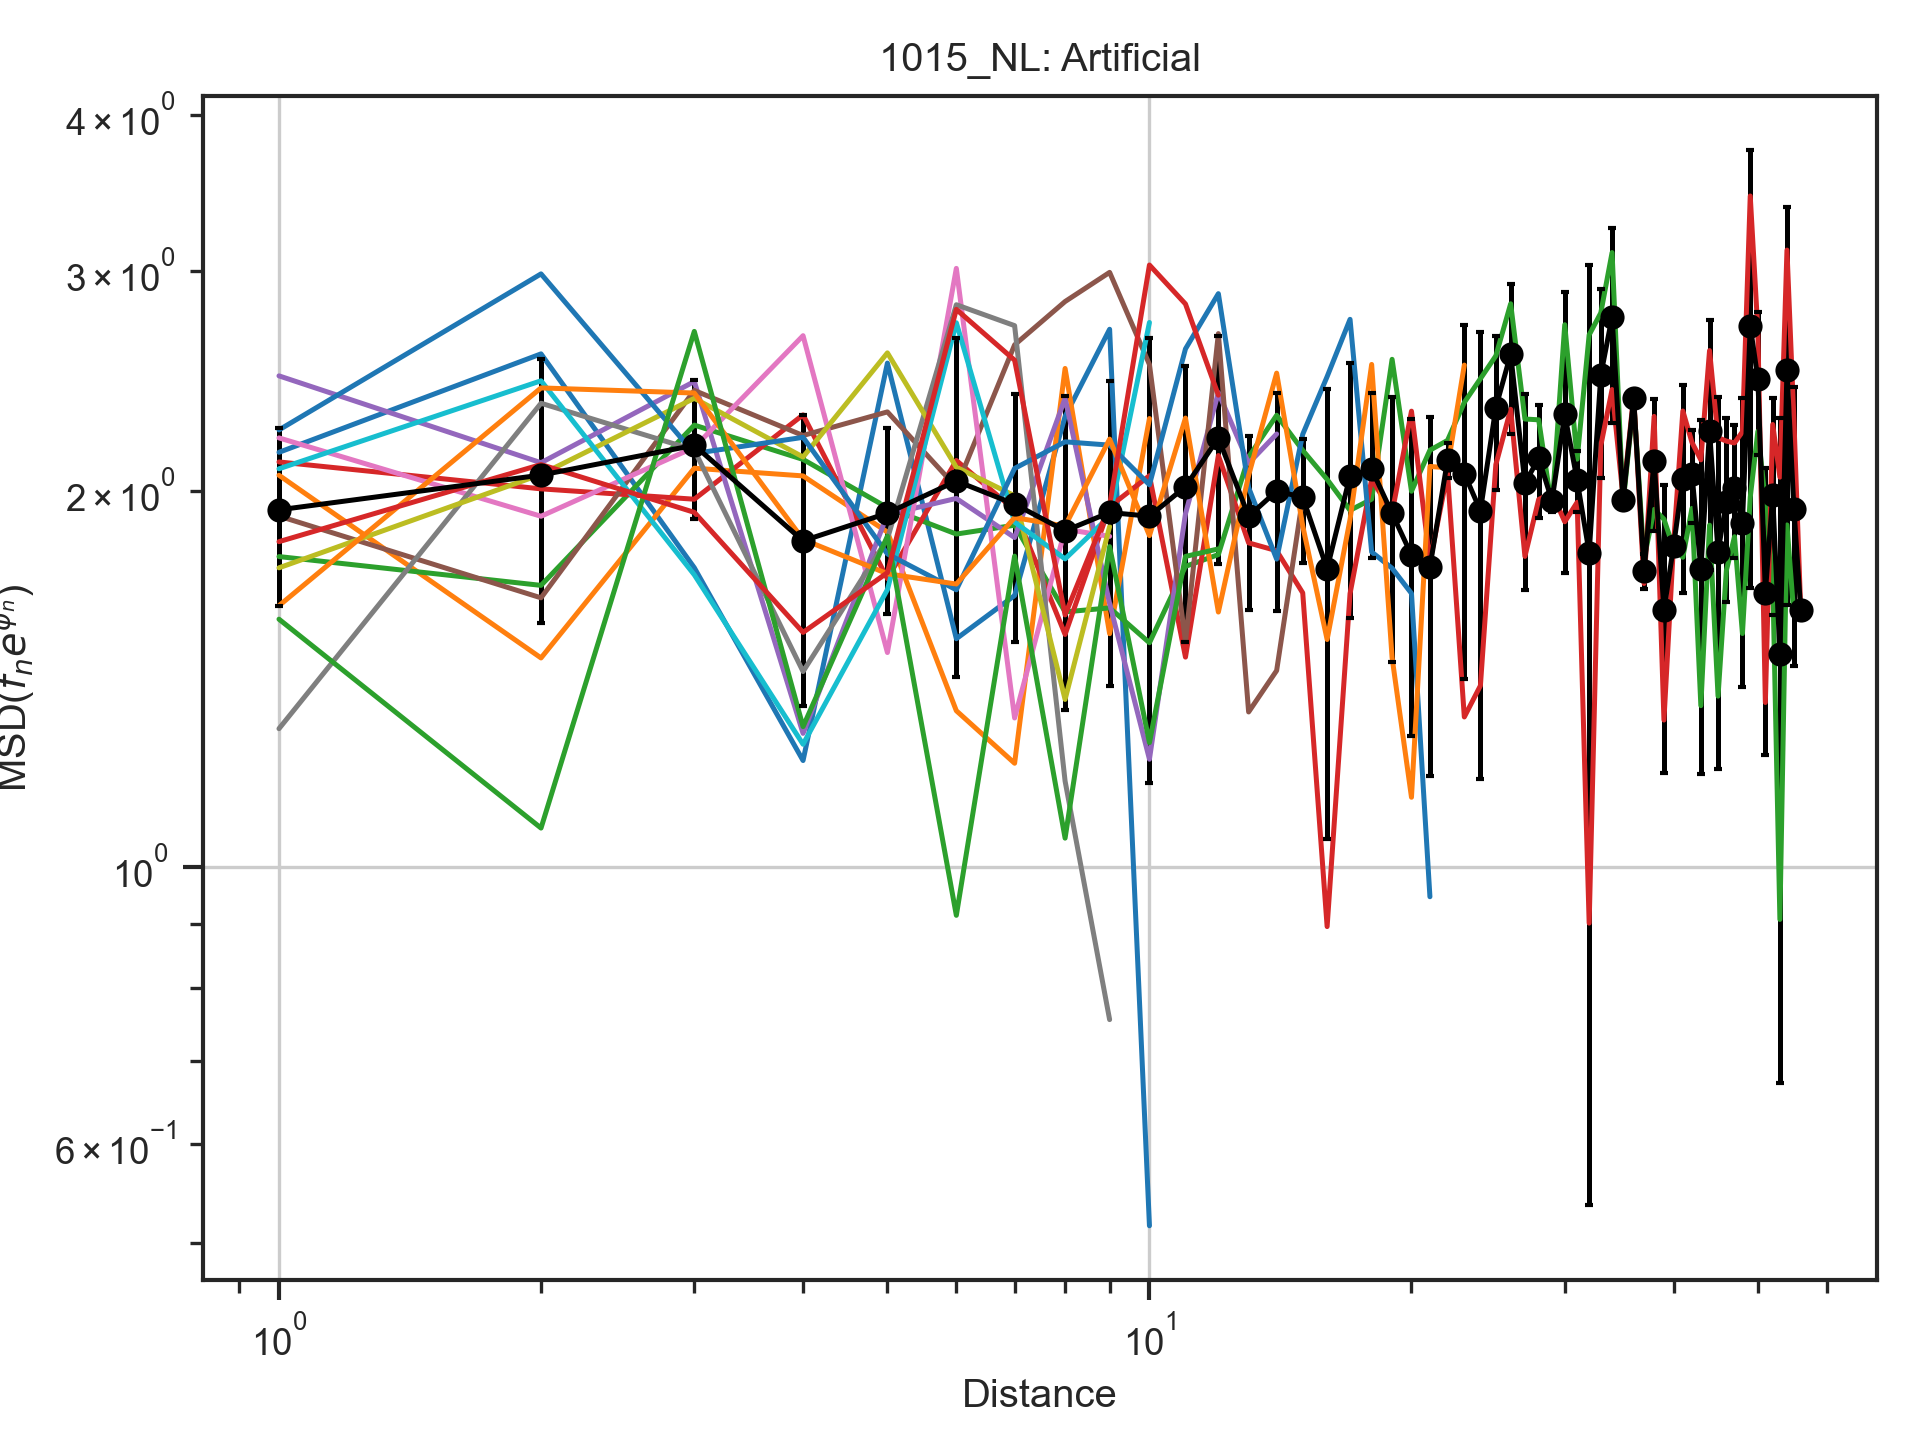 1015_NL: Artificial
4 × 10⁰
3 × 10⁰
2 × 10⁰
10⁰
6 × 10⁻¹
MSD(fₙe^φₙ)
10⁰ 10¹
Distance